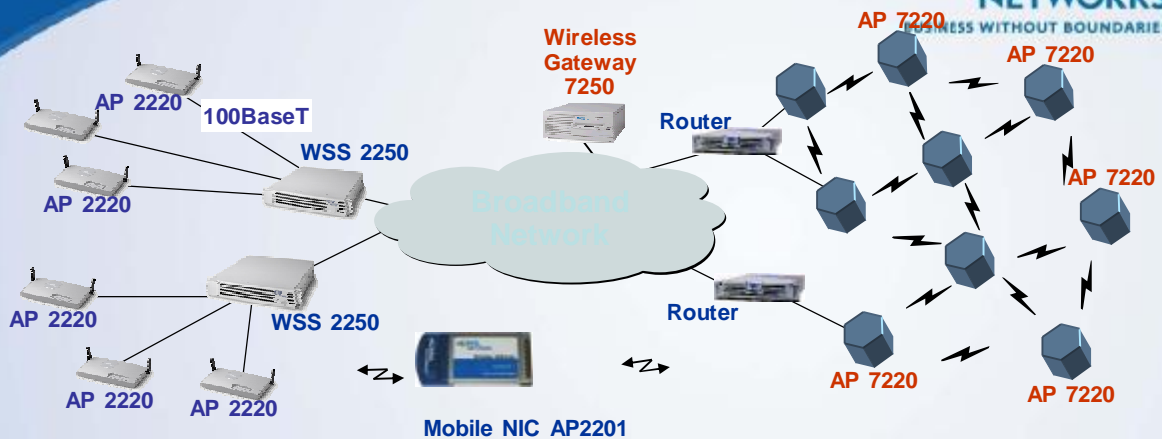 NETWORKS
BUSINESS WITHOUT BOUNDARIE
AP 7220
AP 7220
Wireless
Gateway
7250
AP 2220
100BaseT
Router
WSS 2250
AP 2220
AP 7220
Broadband
Network
AP 2220
WSS 2250
Router
AP 2220
AP 2220
AP 7220
AP 7220
Mobile NIC AP2201